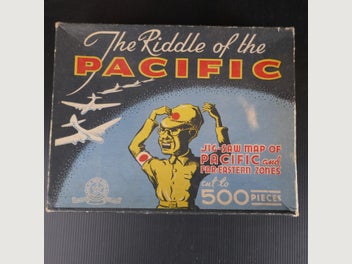 The Riddle of the
PACIFIC
JIG-SAW MAP OF
PACIFIC and
FAR-EASTERN ZONES
cut to
500 PIECES